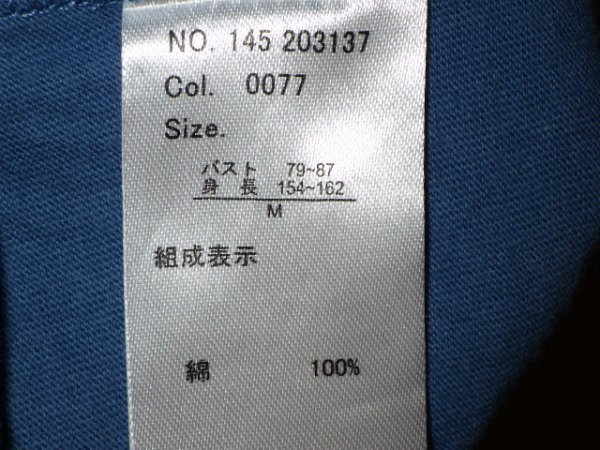 NO. 145 203137
Col. 0077
Size.
バスト 79~87
身長 154~162
M
組成表示
綿 100%